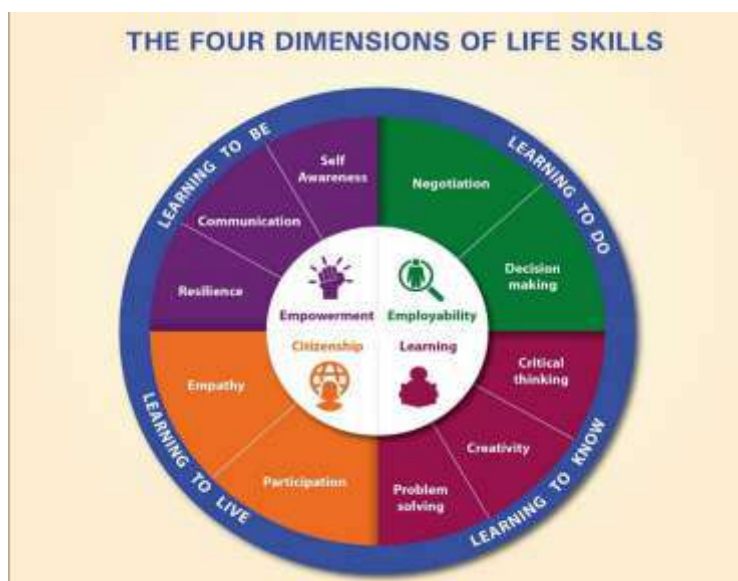 THE FOUR DIMENSIONS OF LIFE SKILLS
LEARNING TO BE
LEARNING TO DO
Self
Awareness
Negotiation
Communication
Decision
making
Resilience
Empowerment
Employability
Citizenship
Learning
Empathy
Critical
thinking
Creativity
Participation
Problem
solving
LEARNING TO LIVE
LEARNING TO KNOW